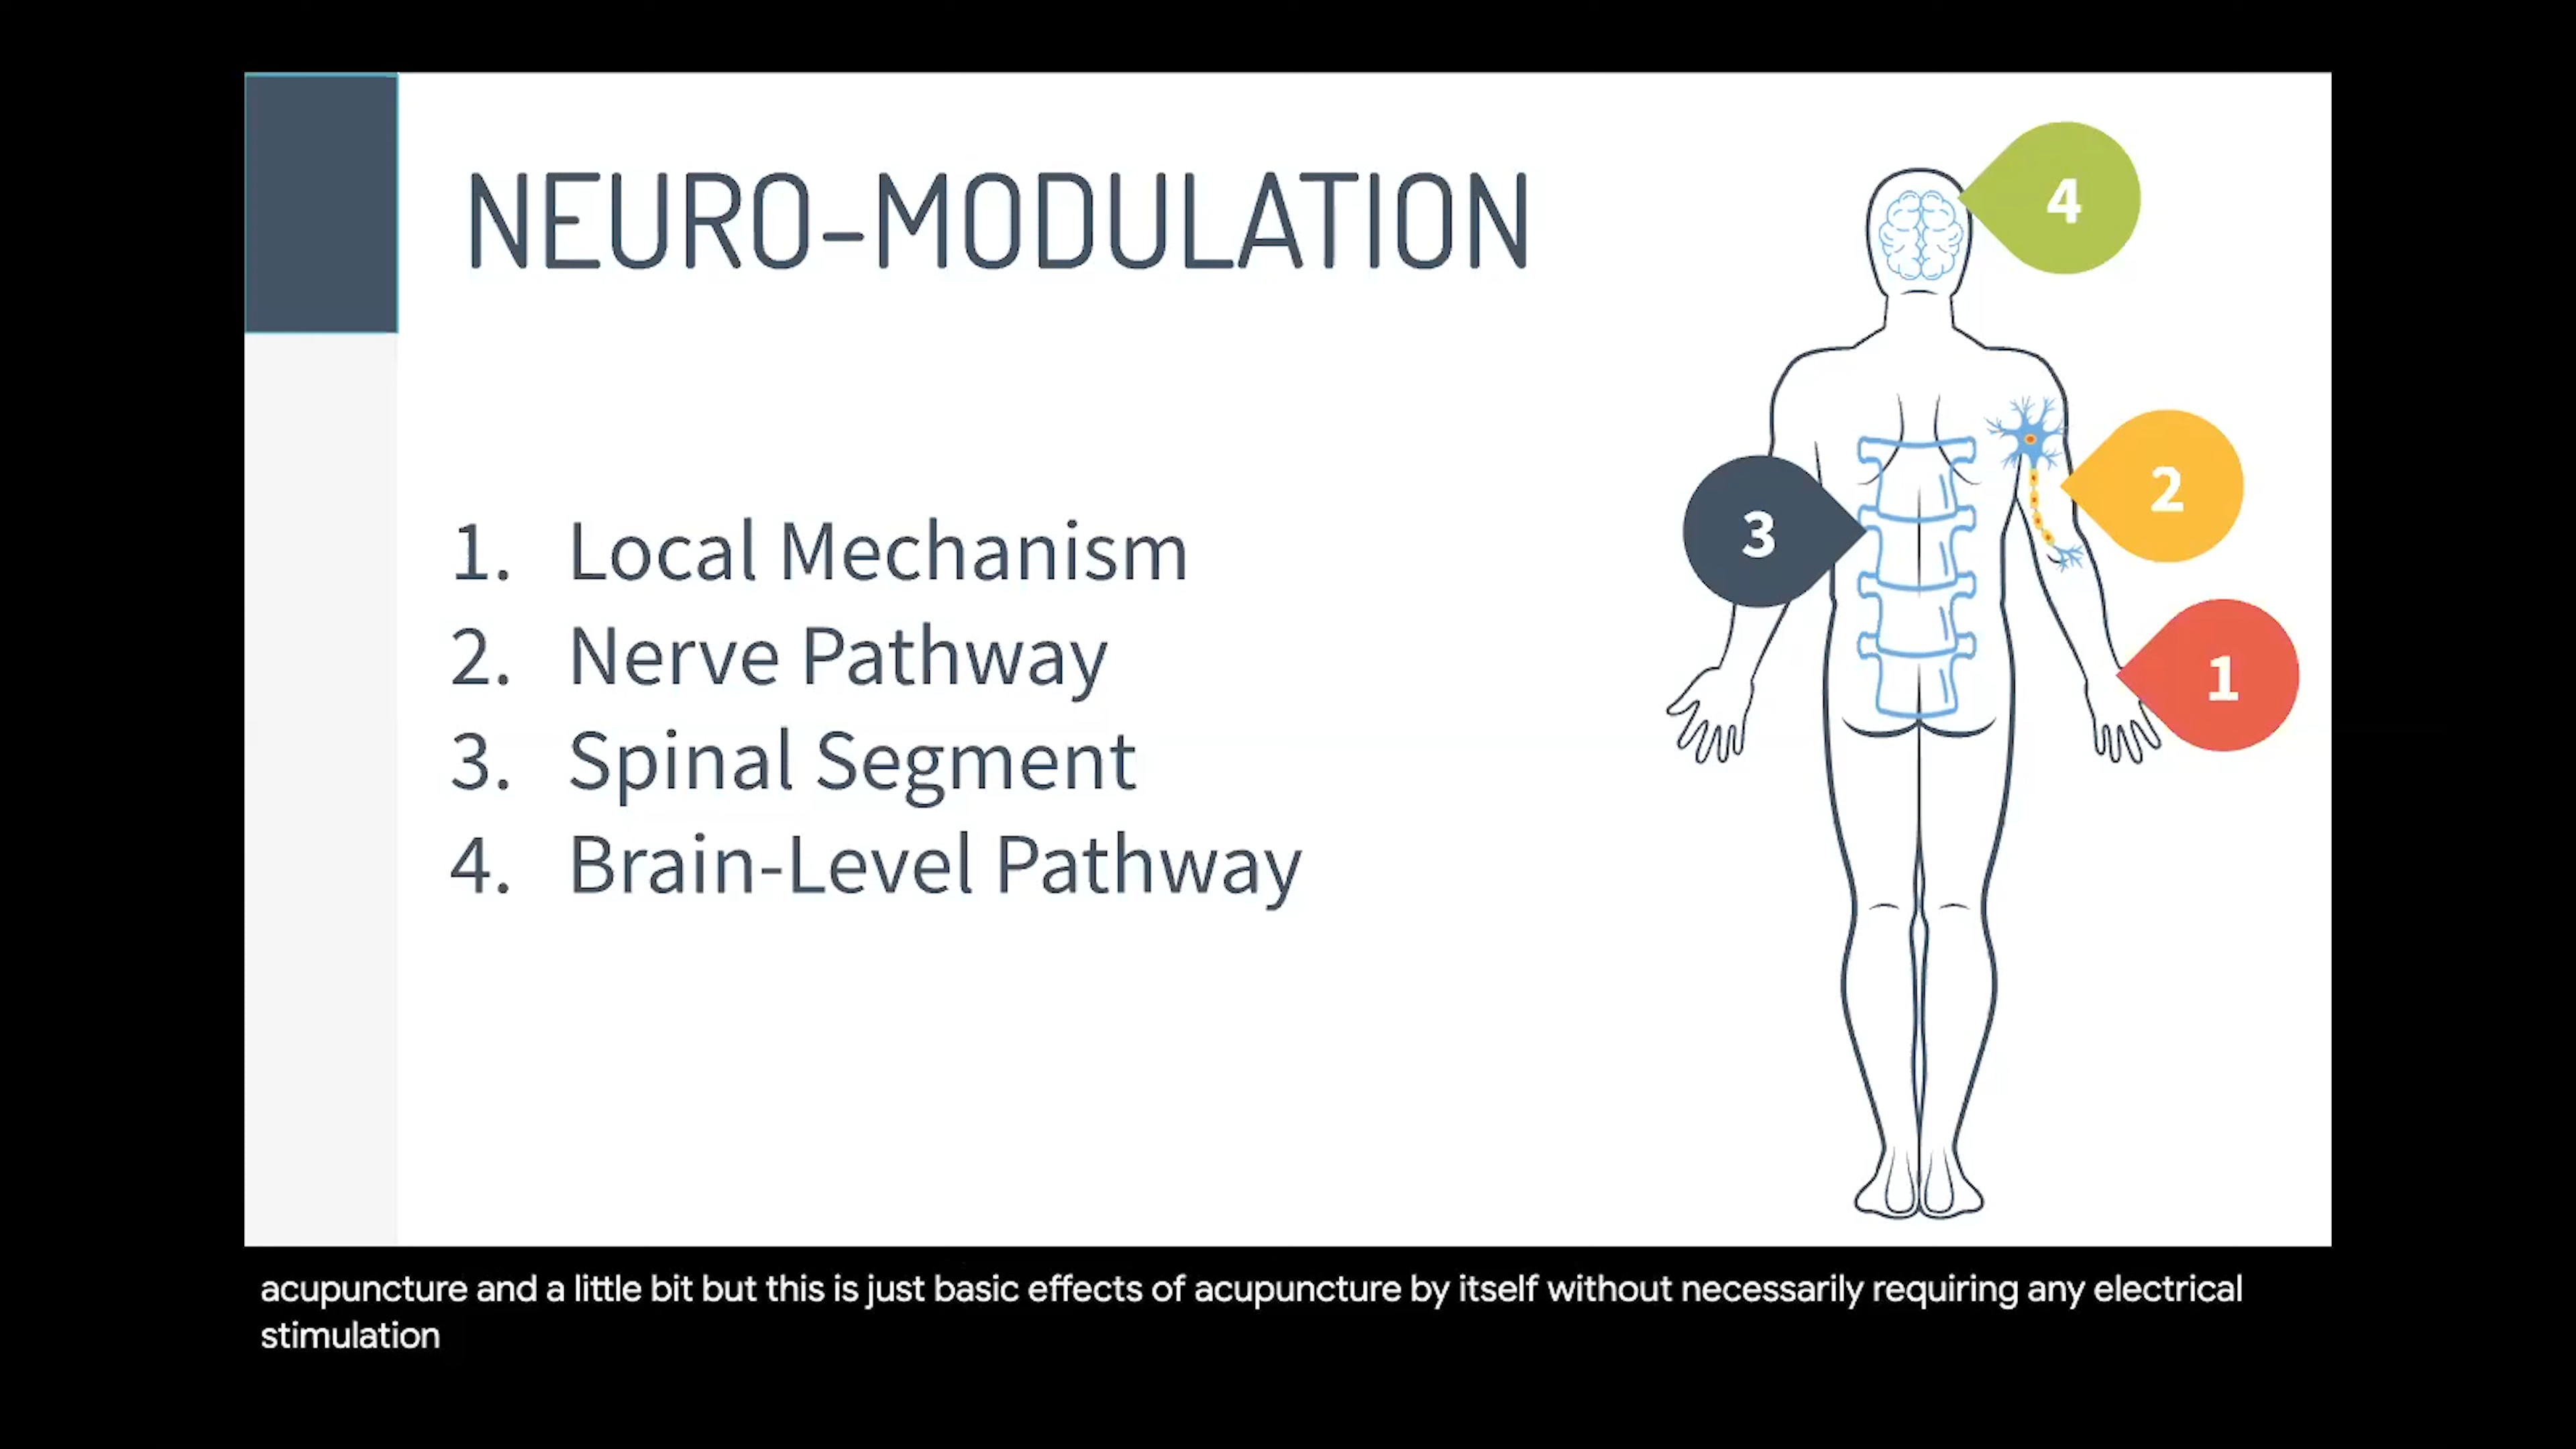 NEURO-MODULATION
1. Local Mechanism
2. Nerve Pathway
3. Spinal Segment
4. Brain-Level Pathway
4
2
3
1
acupuncture and a little bit but this is just basic effects of acupuncture by itself without necessarily requiring any electrical
stimulation